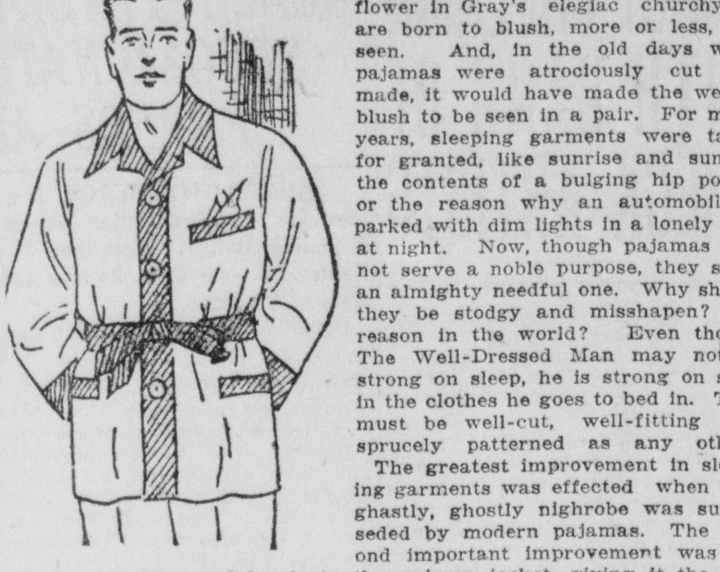 flower in Gray's elegiac churchy
are born to blush, more or less,
seen. And, in the old days w
pajamas were atrociously cut
made, it would have made the we
blush to be seen in a pair. For m
years, sleeping garments were ta
for granted, like sunrise and sun
the contents of a bulging hip po
or the reason why an automobil
parked with dim lights in a lonely
at night. Now, though pajamas
not serve a noble purpose, they s
an almighty needful one. Why sh
they be stodgy and misshapen?
reason in the world? Even tho
The Well-Dressed Man may not
strong on sleep, he is strong on s
in the clothes he goes to bed in. T
must be well-cut, well-fitting
sprucely patterned as any oth
The greatest improvement in sle
ing garments was effected when
ghastly, ghostly nighrobe was su
seded by modern pajamas. The
ond important improvement was